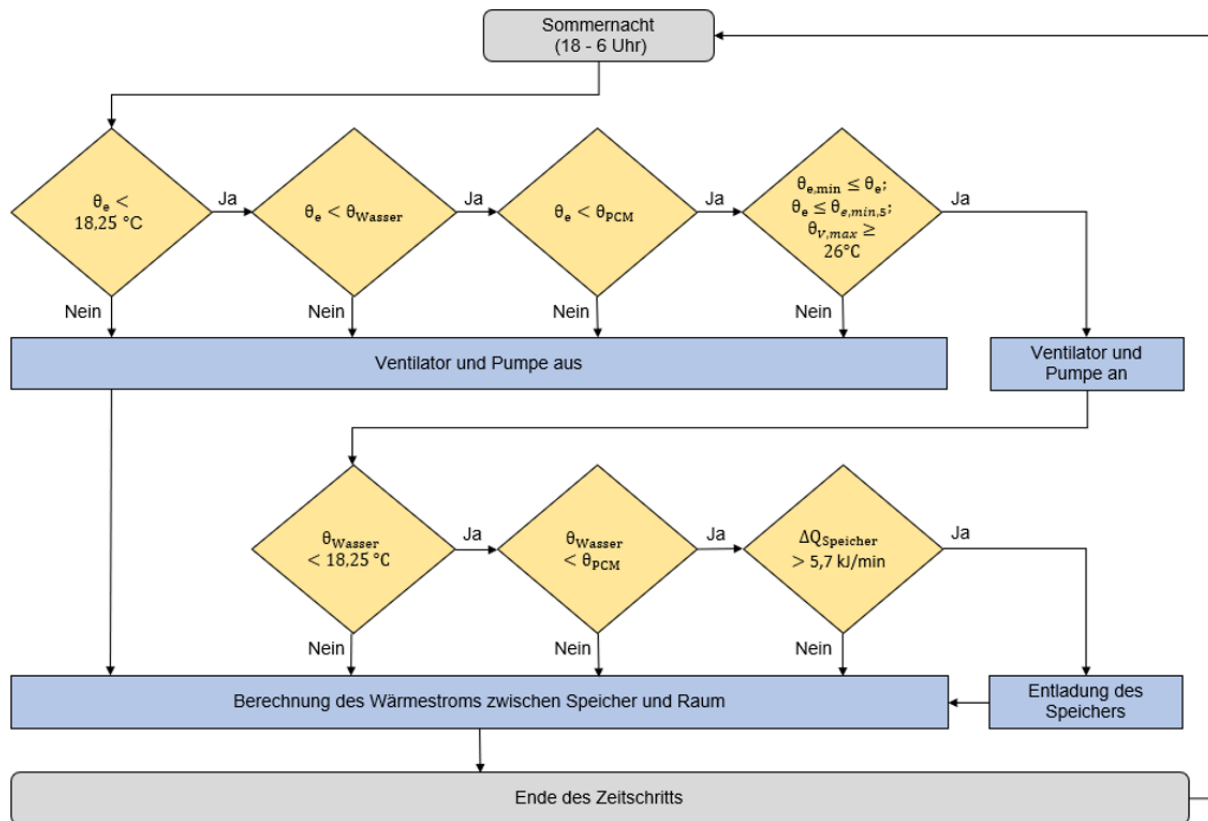 Sommernacht
(18 - 6 Uhr)
θe <
18,25 °C
Ja
θe < θWasser
Ja
θe < θPCM
Ja
θe,min ≤ θe;
θe ≤ θe,min,5;
θV,max ≥
26°C
Ja
Nein
Nein
Nein
Nein
Ventilator und Pumpe aus
Ventilator und
Pumpe an
θWasser
< 18,25 °C
Ja
θWasser
< θPCM
Ja
ΔQSpeicher
> 5,7 kJ/min
Ja
Nein
Nein
Nein
Berechnung des Wärmestroms zwischen Speicher und Raum
Entladung des
Speichers
Ende des Zeitschritts